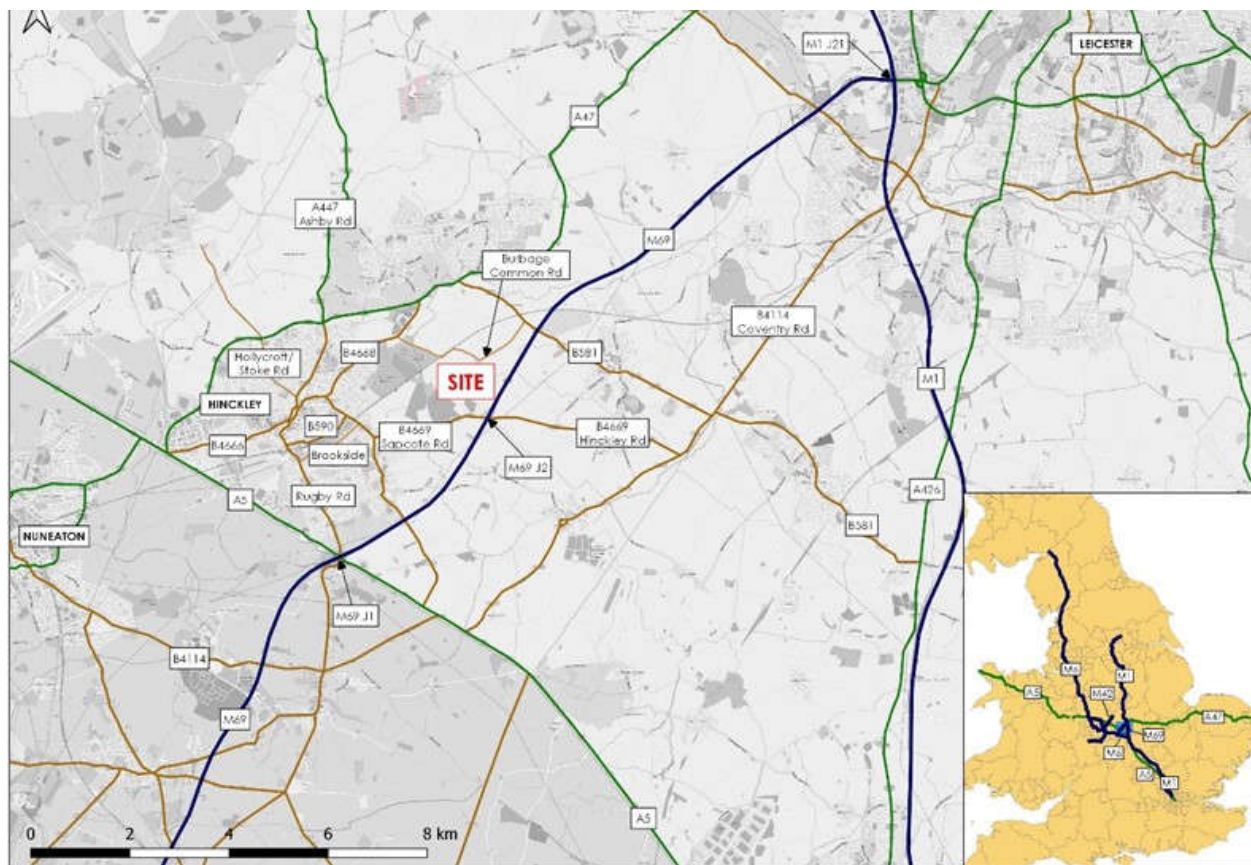 M1 J21
LEICESTER
A47
A447
Ashby Rd
M69
Burbage
Common Rd
B4114
Coventry Rd
Hollycroft/
Stoke Rd
B4668
B581
SITE
M1
HINCKLEY
B590
B4669
Sapcote Rd
B4669
Hinckley Rd
B4666
Brookside
M69 J2
Rugby Rd
A5
A426
B581
NUNEATON
M69 J1
B4114
M69
A5
0 2 4 6 8 km
M6
M1
A5
M42
A47
M69
M6
A5
M1